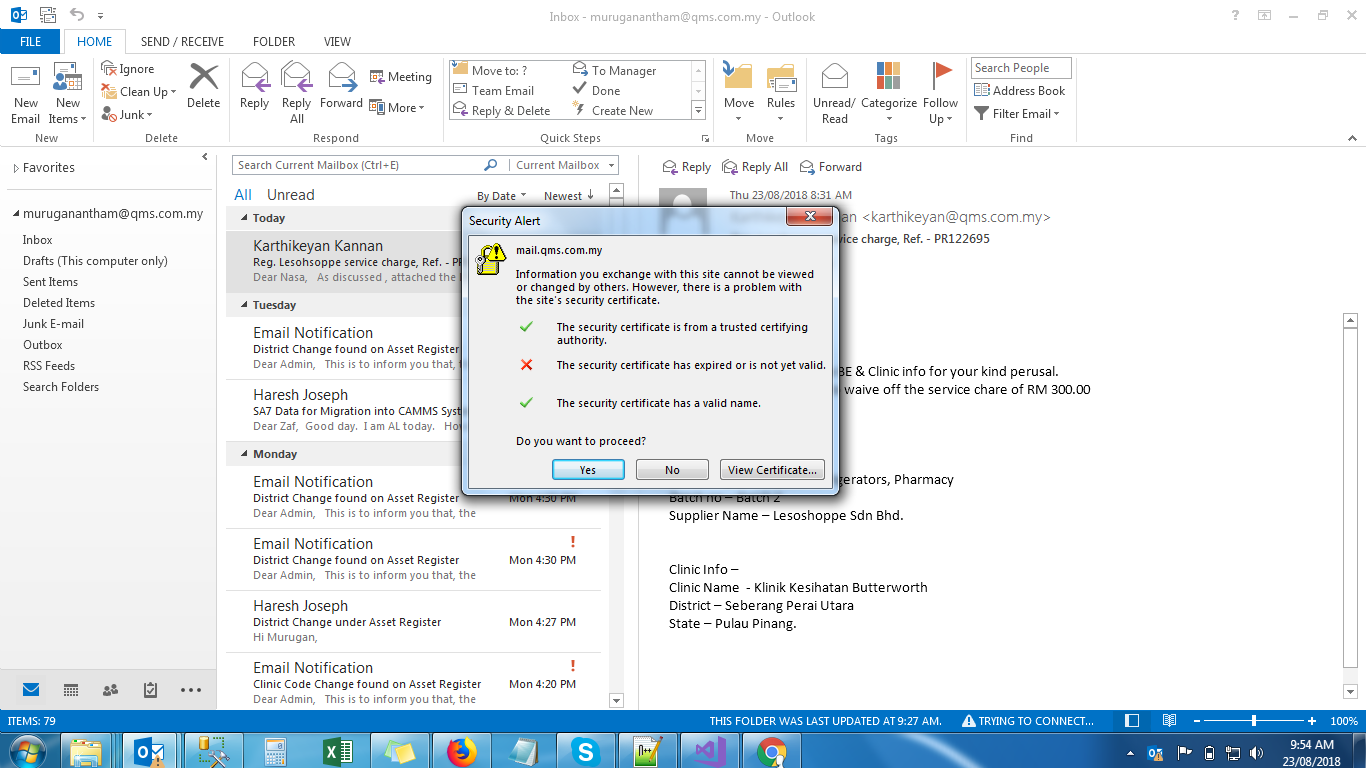 Inbox - muruganantham@qms.com.my - Outlook
FILE
HOME
SEND / RECEIVE
FOLDER
VIEW
New Email
New Items
New
Ignore
Clean Up
Junk
Delete
Delete
Reply
Reply All
Forward
Meeting
More
Respond
Move to: ?
Team Email
Reply & Delete
To Manager
Done
Create New
Quick Steps
Move
Rules
Move
Unread/ Read
Categorize
Follow Up
Tags
Search People
Address Book
Filter Email
Find
Favorites
muruganantham@qms.com.my
Inbox
Drafts (This computer only)
Sent Items
Deleted Items
Junk E-mail
Outbox
RSS Feeds
Search Folders
Search Current Mailbox (Ctrl+E)
Current Mailbox
All Unread
By Date Newest
Today
Karthikeyan Kannan
Reg. Lesohsoppe service charge, Ref. - PR
Dear Nasa, As discussed , attached the
Tuesday
Email Notification
District Change found on Asset Register
Dear Admin, This is to inform you that, the
Haresh Joseph
SA7 Data for Migration into CAMMS Syst
Dear Zaf, Good day. I am AL today. How
Monday
Email Notification
District Change found on Asset Register Mon 4:30 PM
Dear Admin, This is to inform you that, the
Email Notification !
District Change found on Asset Register Mon 4:30 PM
Dear Admin, This is to inform you that, the
Haresh Joseph
District Change under Asset Register Mon 4:27 PM
Hi Murugan,
Email Notification !
Clinic Code Change found on Asset Register Mon 4:20 PM
Dear Admin, This is to inform you that, the
Reply
Reply All
Forward
Thu 23/08/2018 8:31 AM
<karthikeyan@qms.com.my>
service charge, Ref. - PR122695
BE & Clinic info for your kind perusal.
waive off the service chare of RM 300.00
gerators, Pharmacy
Batch no – Batch 2
Supplier Name – Lesoshoppe Sdn Bhd.
Clinic Info –
Clinic Name - Klinik Kesihatan Butterworth
District – Seberang Perai Utara
State – Pulau Pinang.
Security Alert
mail.qms.com.my
Information you exchange with this site cannot be viewed
or changed by others. However, there is a problem with
the site's security certificate.
The security certificate is from a trusted certifying
authority.
The security certificate has expired or is not yet valid.
The security certificate has a valid name.
Do you want to proceed?
Yes
No
View Certificate...
ITEMS: 79
THIS FOLDER WAS LAST UPDATED AT 9:27 AM.
TRYING TO CONNECT...
100%
9:54 AM
23/08/2018